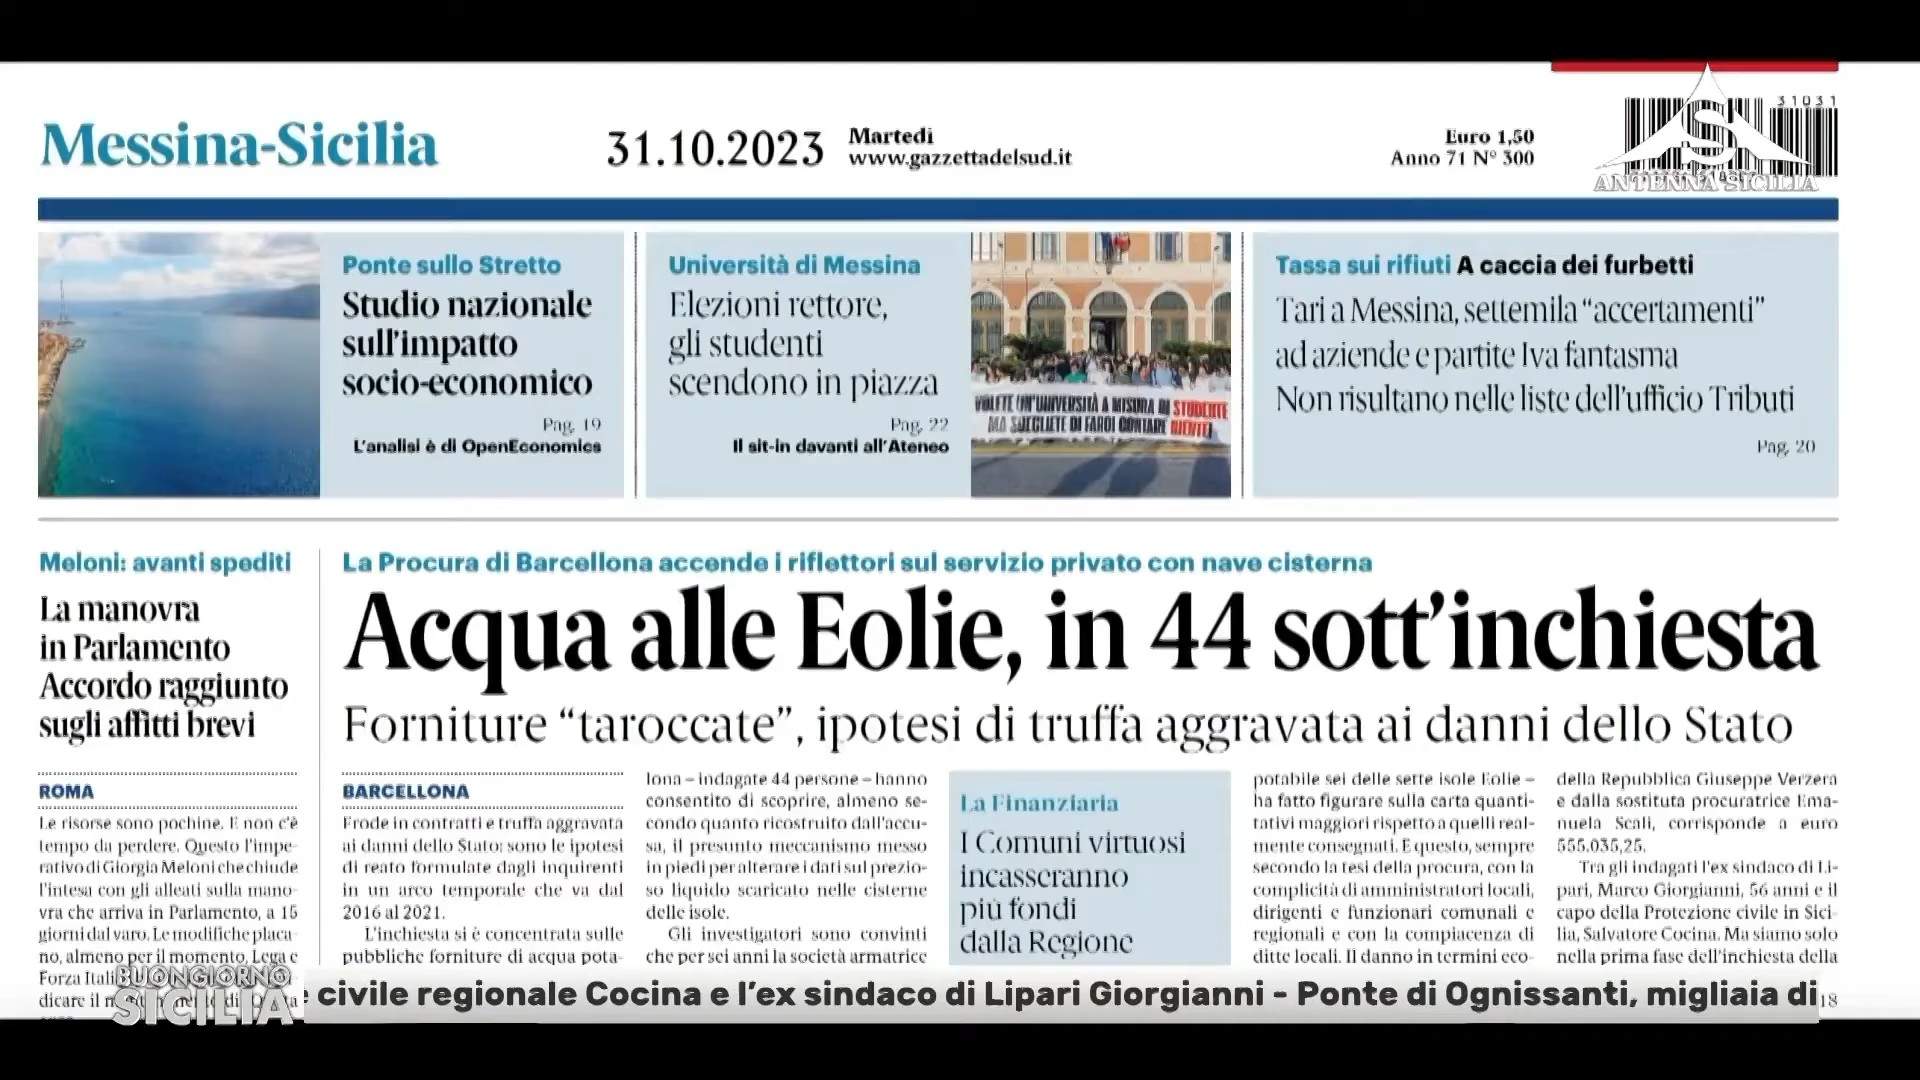 Messina-Sicilia
31.10.2023
Martedì
www.gazzettadelsud.it
Euro 1,50
Anno 71 N° 300
31031
ANTENNA SICILIA
Ponte sullo Stretto
Studio nazionale
sull'impatto
socio-economico
Pag. 19
L'analisi è di OpenEconomics
Università di Messina
Elezioni rettore,
gli studenti
scendono in piazza
Pag. 22
Il sit-in davanti all'Ateneo
VOLETE UN'UNIVERSITÀ A MISURA DI STUDENTE
MA SCEGLIETE DI FARCI CONTARE NIENTE!
Tassa sui rifiuti A caccia dei furbetti
Tari a Messina, settemila “accertamenti”
ad aziende e partite Iva fantasma
Non risultano nelle liste dell'ufficio Tributi
Pag. 20
Meloni: avanti spediti
La manovra
in Parlamento
Accordo raggiunto
sugli affitti brevi
ROMA
Le risorse sono pochine. E non c'è
tempo da perdere. Questo l'impe-
rativo di Giorgia Meloni che chiude
l'intesa con gli alleati sulla mano-
vra che arriva in Parlamento, a 15
giorni dal varo. Le modifiche placa-
no, almeno per il momento, Lega e
Forza
dicare il
La Procura di Barcellona accende i riflettori sul servizio privato con nave cisterna
Acqua alle Eolie, in 44 sott'inchiesta
Forniture “taroccate”, ipotesi di truffa aggravata ai danni dello Stato
BARCELLONA
Frode in contratti e truffa aggravata
ai danni dello Stato: sono le ipotesi
di reato formulate dagli inquirenti
in un arco temporale che va dal
2016 al 2021.
L'inchiesta si è concentrata sulle
pubbliche forniture di acqua pota-
lona – indagate 44 persone – hanno
consentito di scoprire, almeno se-
condo quanto ricostruito dall'accu-
sa, il presunto meccanismo messo
in piedi per alterare i dati sul prezio-
so liquido scaricato nelle cisterne
delle isole.
Gli investigatori sono convinti
che per sei anni la società armatrice
La Finanziaria
I Comuni virtuosi
incasseranno
più fondi
dalla Regione
potabile sei delle sette isole Eolie –
ha fatto figurare sulla carta quanti-
tativi maggiori rispetto a quelli real-
mente consegnati. E questo, sempre
secondo la tesi della procura, con la
complicità di amministratori locali,
dirigenti e funzionari comunali e
regionali e con la compiacenza di
ditte locali. Il danno in termini eco-
della Repubblica Giuseppe Verzera
e dalla sostituta procuratrice Ema-
nuela Scali, corrisponde a euro
555.035,25.
Tra gli indagati l'ex sindaco di Li-
pari, Marco Giorgianni, 56 anni e il
capo della Protezione civile in Sici-
lia, Salvatore Cocina. Ma siamo solo
nella prima fase dell'inchiesta della
18
BUONGIORNO
SICILIA
e civile regionale Cocina e l'ex sindaco di Lipari Giorgianni - Ponte di Ognissanti, migliaia di